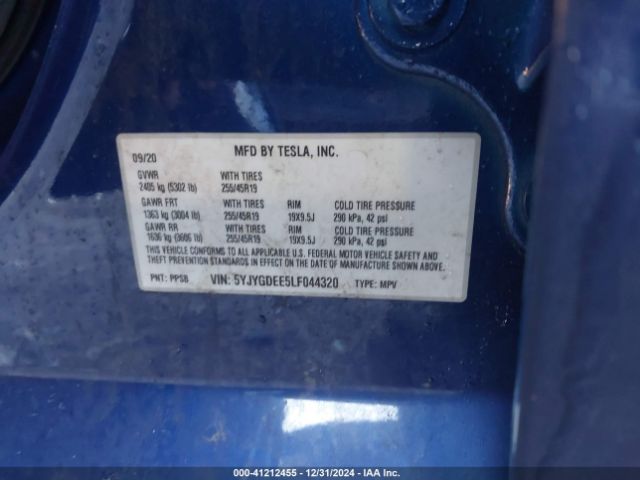 09/20 MFD BY TESLA, INC.
GVWR WITH TIRES
2405 kg (5302 lb) 255/45R19
GAWR FRT WITH TIRES RIM COLD TIRE PRESSURE
1363 kg (3004 lb) 255/45R19 19X9.5J 290 kPa, 42 psi
GAWR RR WITH TIRES RIM COLD TIRE PRESSURE
1636 kg (3606 lb) 255/45R19 19X9.5J 290 kPa, 42 psi
THIS VEHICLE CONFORMS TO ALL APPLICABLE U.S. FEDERAL MOTOR VEHICLE SAFETY AND
THEFT PREVENTION STANDARDS IN EFFECT ON THE DATE OF MANUFACTURE SHOWN ABOVE.
PNT: PPSB VIN: 5YJYGDEE5LF044320 TYPE: MPV
000-41212455 - 12/31/2024 - IAA Inc.